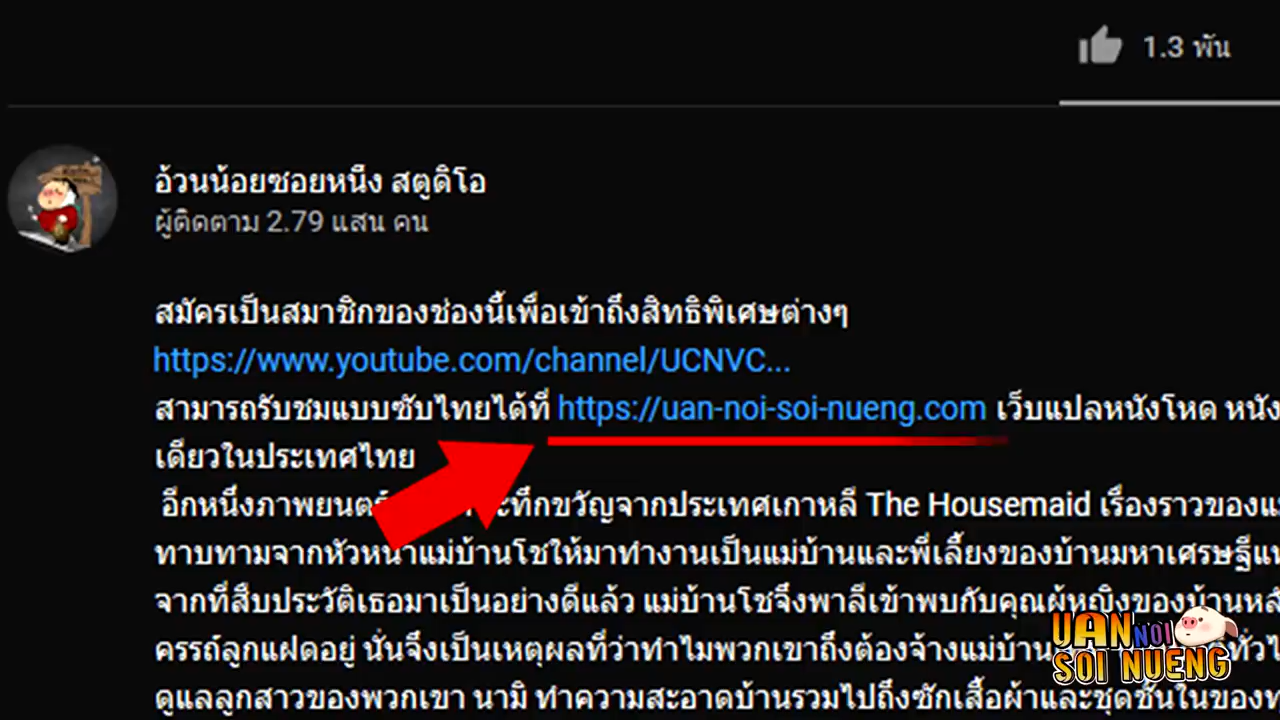 1.3 พัน
อ้วนน้อยซอยหนึ่ง สตูดิโอ
ผู้ติดตาม 2.79 แสน คน
สมัครเป็นสมาชิกของช่องนี้เพื่อเข้าถึงสิทธิพิเศษต่างๆ
https://www.youtube.com/channel/UCNVC...
สามารถรับชมแบบซับไทยได้ที่ https://uan-noi-soi-nueng.com เว็บแปลหนังโหด หนัง
เดียวในประเทศไทย
อีกหนึ่งภาพยนตร์ ระทึกขวัญจากประเทศเกาหลี The Housemaid เรื่องราวของ
ทาบทามจากหัวหน้าแม่บ้านโชให้มาทำงานเป็นแม่บ้านและพี่เลี้ยงของบ้านมหาเศรษฐี
จากที่สืบประวัติเธอมาเป็นอย่างดีแล้ว แม่บ้านโชจึงพาลีเข้าพบกับคุณผู้หญิงของบ้าน
ครรถ์ลูกแฝดอยู่ นั่นจึงเป็นเหตุผลที่ว่าทำไมพวกเขาถึงต้องจ้างแม่บ้าน
ดูแลลูกสาวของพวกเขา นามิ ทำความสะอาดบ้านรวมไปถึงซักเสื้อผ้าและชุดชั้นในของ
UAN NOI
SOI NUENG